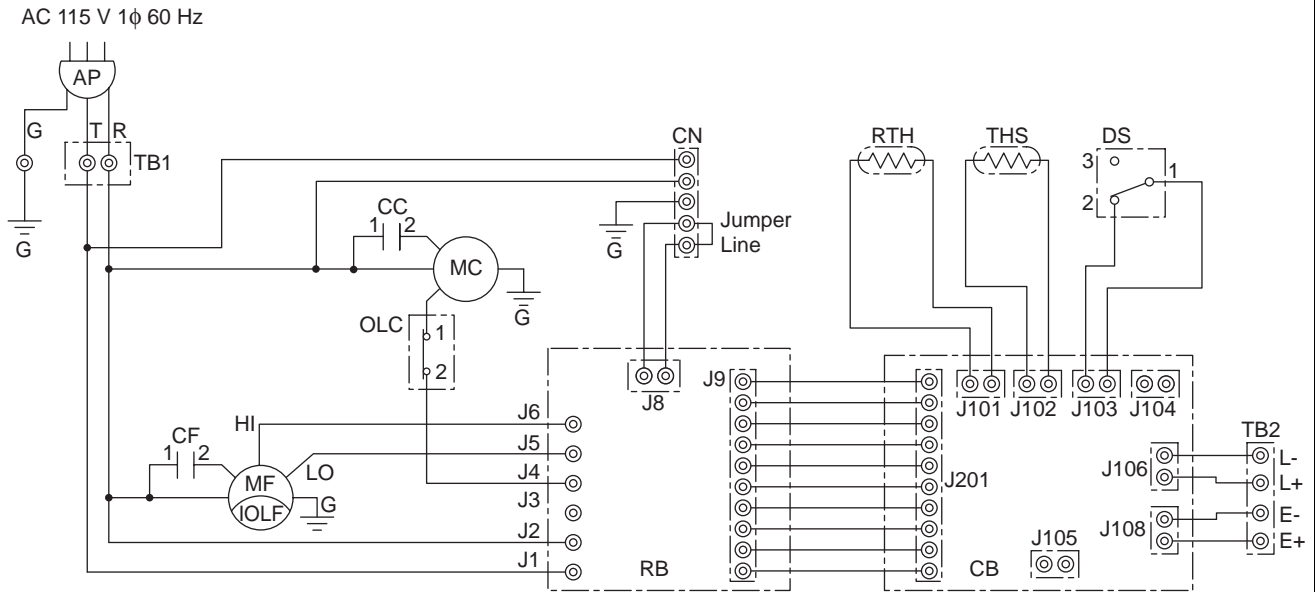 AC 115 V 1ϕ 60 Hz
AP
G
T R
TB1
G
CN
Jumper
Line
G
RTH
THS
DS
3
1
2
CC
1 2
MC
G
OLC
1
2
J8
J9
J6
J5
J4
J3
J2
J1
HI
LO
CF
1 2
MF
IOLF
G
RB
J101 J102 J103 J104
J201
J106
J108
J105
CB
TB2
L-
L+
E-
E+